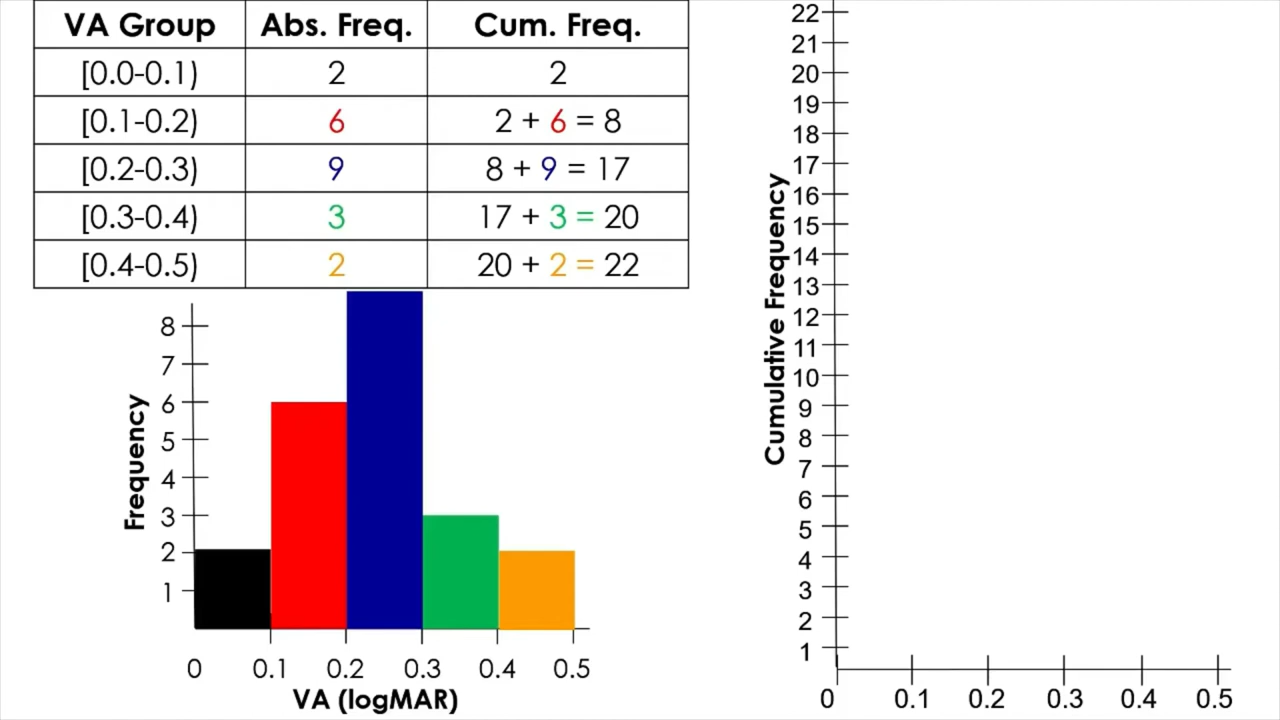 VA Group Abs. Freq. Cum. Freq.
[0.0-0.1) 2 2
[0.1-0.2) 6 2 + 6 = 8
[0.2-0.3) 9 8 + 9 = 17
[0.3-0.4) 3 17 + 3 = 20
[0.4-0.5) 2 20 + 2 = 22
8
7
6
5
4
3
2
1
Frequency
0 0.1 0.2 0.3 0.4 0.5
VA (logMAR)
22
21
20
19
18
17
16
15
14
13
12
11
10
9
8
7
6
5
4
3
2
1
Cumulative Frequency
0 0.1 0.2 0.3 0.4 0.5